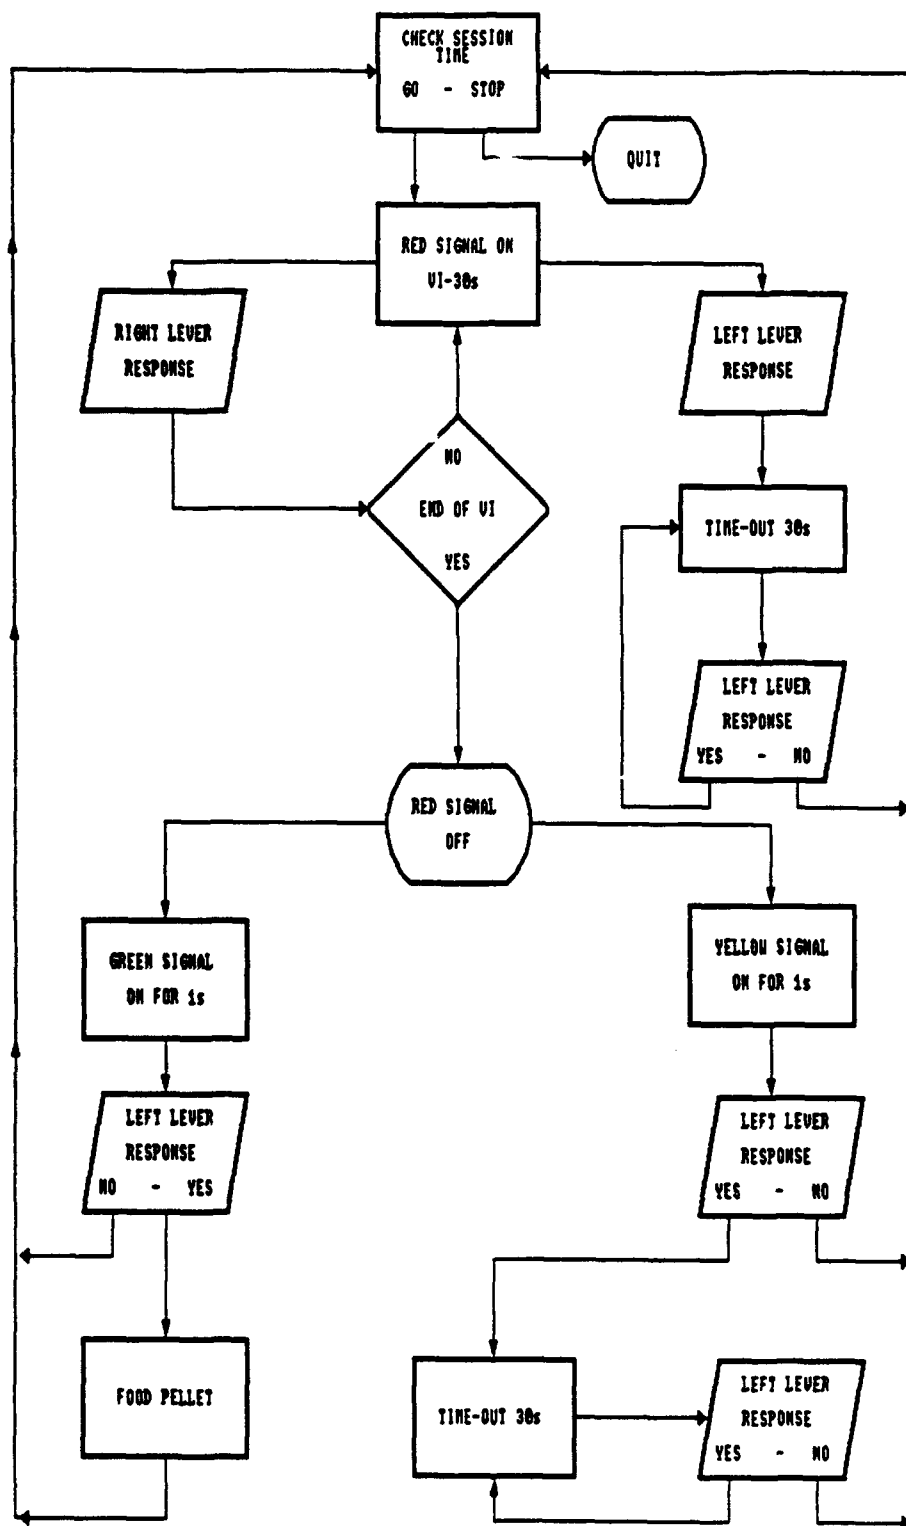 CHECK SESSION
TIME
GO - STOP
QUIT
RED SIGNAL ON
VI-30s
RIGHT LEVER
RESPONSE
LEFT LEVER
RESPONSE
NO
END OF VI
YES
TIME-OUT 30s
LEFT LEVER
RESPONSE
YES - NO
RED SIGNAL
OFF
GREEN SIGNAL
ON FOR 1s
YELLOW SIGNAL
ON FOR 1s
LEFT LEVER
RESPONSE
NO - YES
LEFT LEVER
RESPONSE
YES - NO
FOOD PELLET
TIME-OUT 30s
LEFT LEVER
RESPONSE
YES - NO